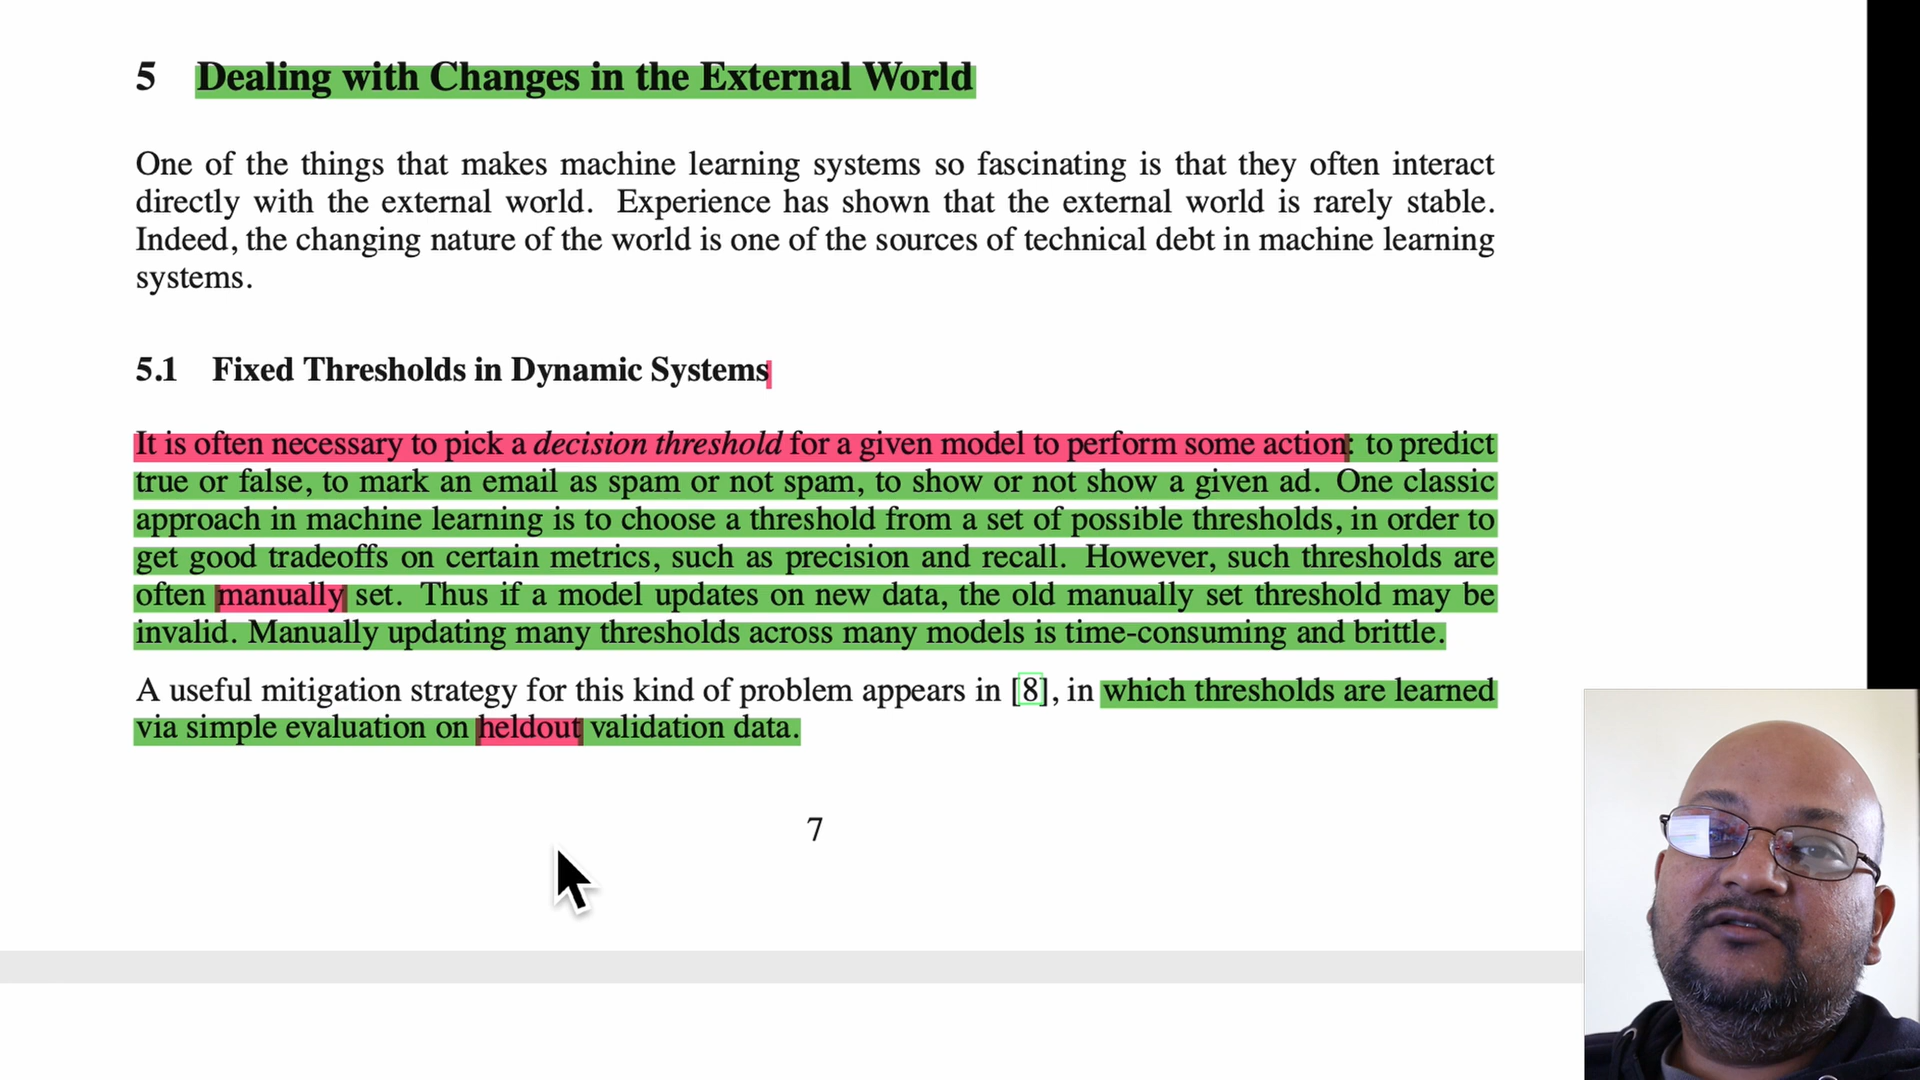 5 Dealing with Changes in the External World
One of the things that makes machine learning systems so fascinating is that they often interact
directly with the external world. Experience has shown that the external world is rarely stable.
Indeed, the changing nature of the world is one of the sources of technical debt in machine learning
systems.
5.1 Fixed Thresholds in Dynamic Systems
It is often necessary to pick a decision threshold for a given model to perform some action: to predict
true or false, to mark an email as spam or not spam, to show or not show a given ad. One classic
approach in machine learning is to choose a threshold from a set of possible thresholds, in order to
get good tradeoffs on certain metrics, such as precision and recall. However, such thresholds are
often manually set. Thus if a model updates on new data, the old manually set threshold may be
invalid. Manually updating many thresholds across many models is time-consuming and brittle.
A useful mitigation strategy for this kind of problem appears in [8], in which thresholds are learned
via simple evaluation on heldout validation data.
7